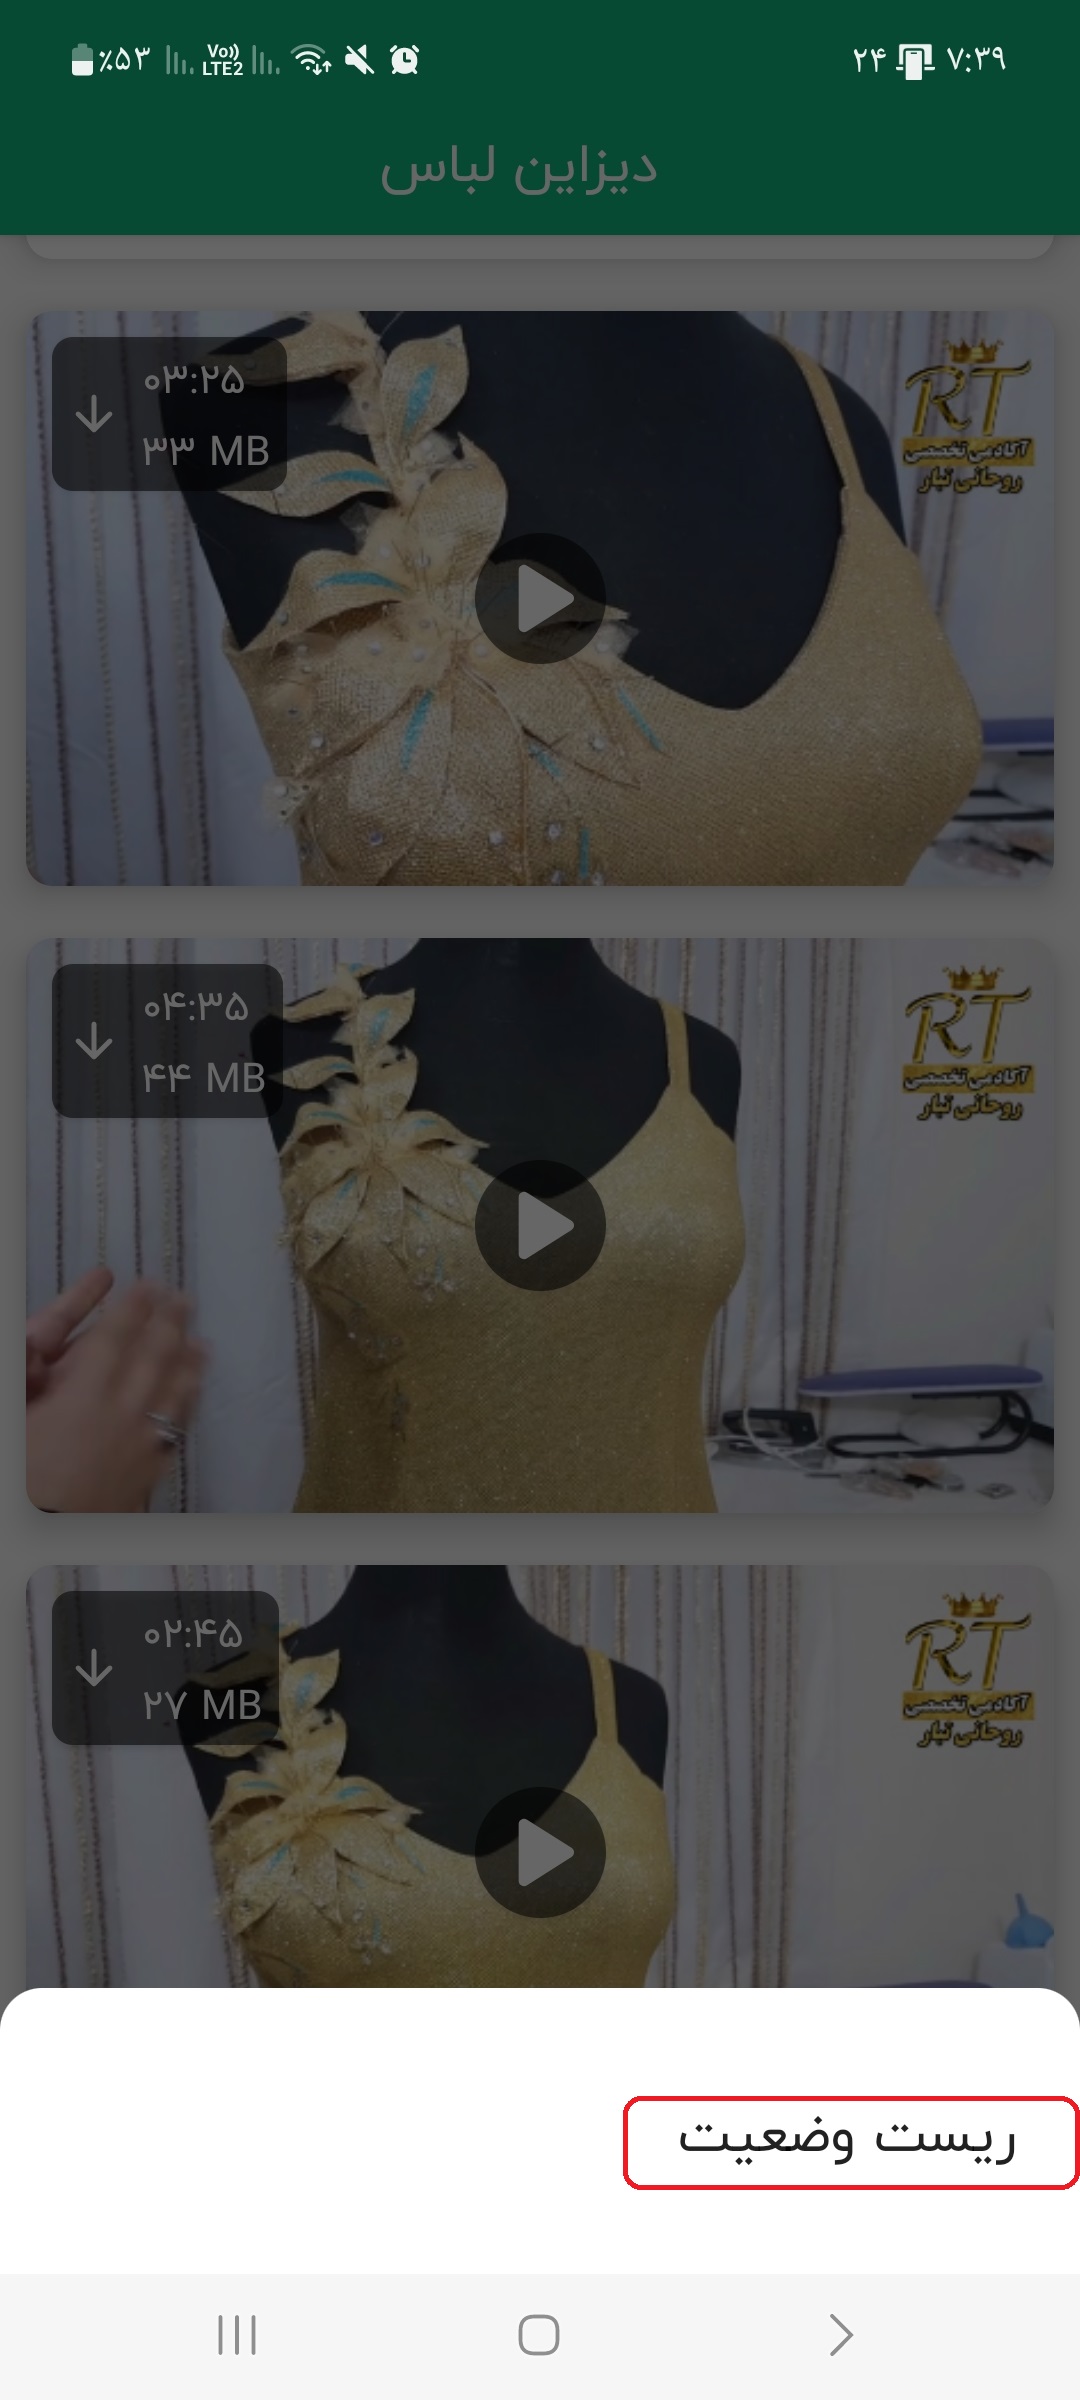 ٪۵۳ Vo)) LTE2 ۲۴ ۷:۳۹
دیزاین لباس
۰۳:۲۵
۳۳ MB
RT
آکادمی تخصصی
روحانی تبار
۰۴:۳۵
۴۴ MB
RT
آکادمی تخصصی
روحانی تبار
۰۲:۴۵
۲۷ MB
RT
آکادمی تخصصی
روحانی تبار
ریست وضعیت